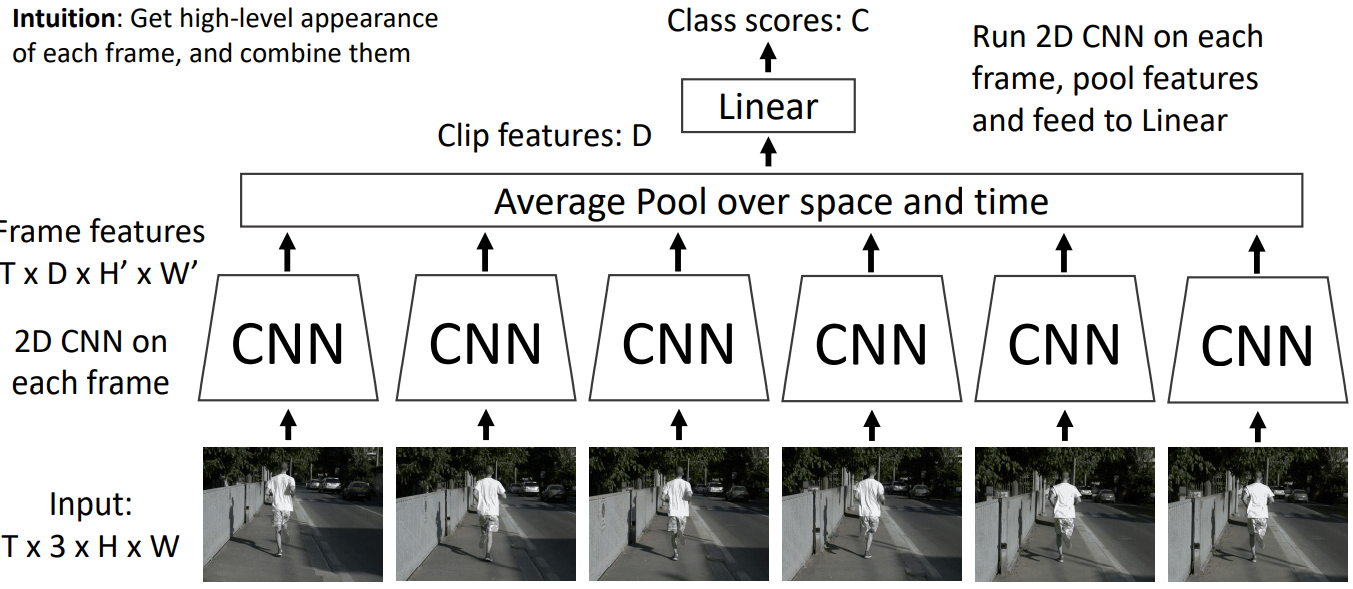 Intuition: Get high-level appearance
of each frame, and combine them
Class scores: C
Run 2D CNN on each
frame, pool features
and feed to Linear
Linear
Clip features: D
Average Pool over space and time
Frame features
T x D x H’ x W’
CNN CNN CNN CNN CNN CNN
2D CNN on
each frame
Input:
T x 3 x H x W